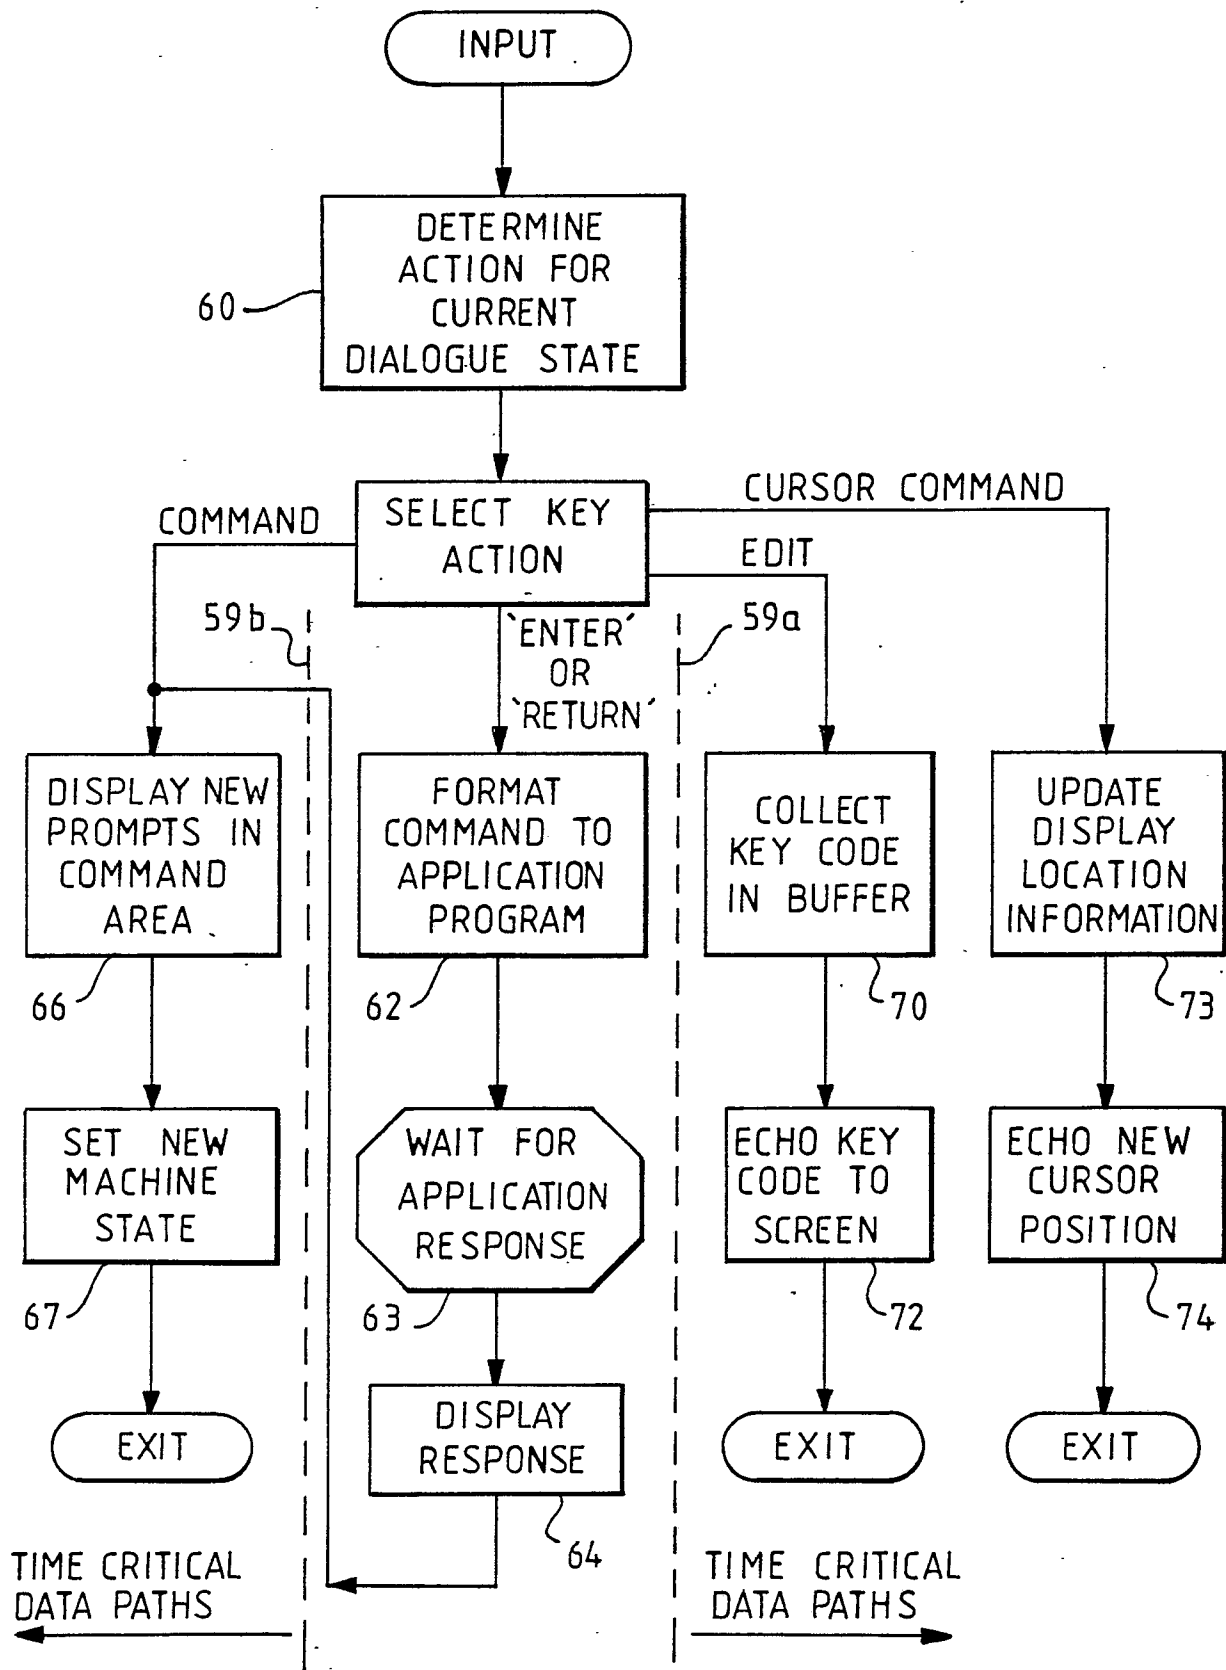 INPUT
DETERMINE
ACTION FOR
CURRENT
DIALOGUE STATE
60
SELECT KEY
ACTION
COMMAND
CURSOR COMMAND
EDIT
59b
'ENTER'
OR
'RETURN'
59a
DISPLAY NEW
PROMPTS IN
COMMAND
AREA
66
FORMAT
COMMAND TO
APPLICATION
PROGRAM
62
COLLECT
KEY CODE
IN BUFFER
70
UPDATE
DISPLAY
LOCATION
INFORMATION
73
SET NEW
MACHINE
STATE
67
WAIT FOR
APPLICATION
RESPONSE
63
ECHO KEY
CODE TO
SCREEN
72
ECHO NEW
CURSOR
POSITION
74
EXIT
DISPLAY
RESPONSE
64
EXIT
EXIT
TIME CRITICAL
DATA PATHS
TIME CRITICAL
DATA PATHS